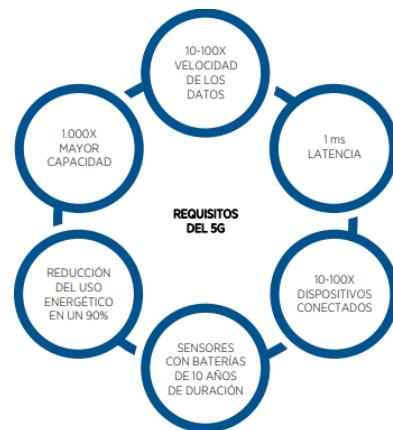 10-100X
VELOCIDAD
DE LOS
DATOS
1 ms
LATENCIA
10-100X
DISPOSITIVOS
CONECTADOS
SENSORES
CON BATERÍAS
DE 10 AÑOS
DE DURACIÓN
REDUCCIÓN
DEL USO
ENERGÉTICO
EN UN 90%
1.000X
MAYOR
CAPACIDAD
REQUISITOS
DEL 5G